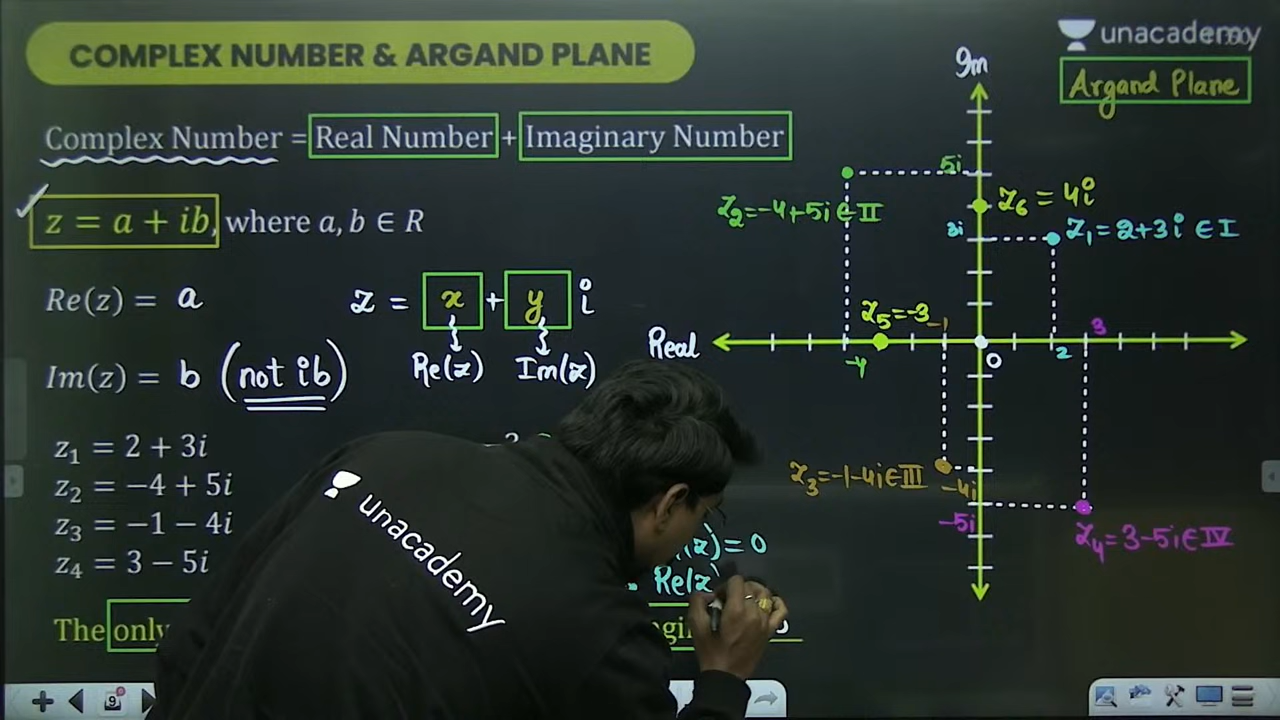 COMPLEX NUMBER & ARGAND PLANE
unacademy
Argand Plane
Complex Number = Real Number + Imaginary Number
z = a + ib, where a, b ∈ R
Re(z) = a
z = x + y i
Re(z) Im(z)
Im(z) = b (not ib)
z₁ = 2 + 3i
z₂ = −4 + 5i
z₃ = −1 − 4i
z₄ = 3 − 5i
(z) = 0
Re(z)
The only
Im
5i
z₆ = 4i
z₂=-4+5i ∈ II
3i
z₁=2+3i ∈ I
z₅=-3
-1
3
Real
-4
0
2
z₃=-1-4i ∈ III
-4i
-5i
z₄=3-5i ∈ IV
unacademy
9